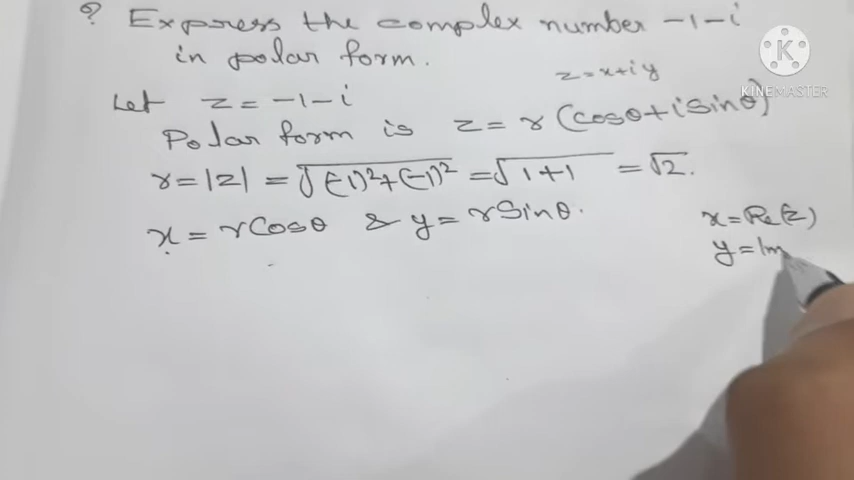 ? Express the complex number -1-i
in polar form.
z=x+iy
K
KINEMASTER
Let z = -1-i
Polar form is z = r (cosθ+iSinθ)
r=|z| = √(-1)²+(-1)² = √1+1 = √2.
x = rCosθ & y = rSinθ.
x=Re(z)
y=Im